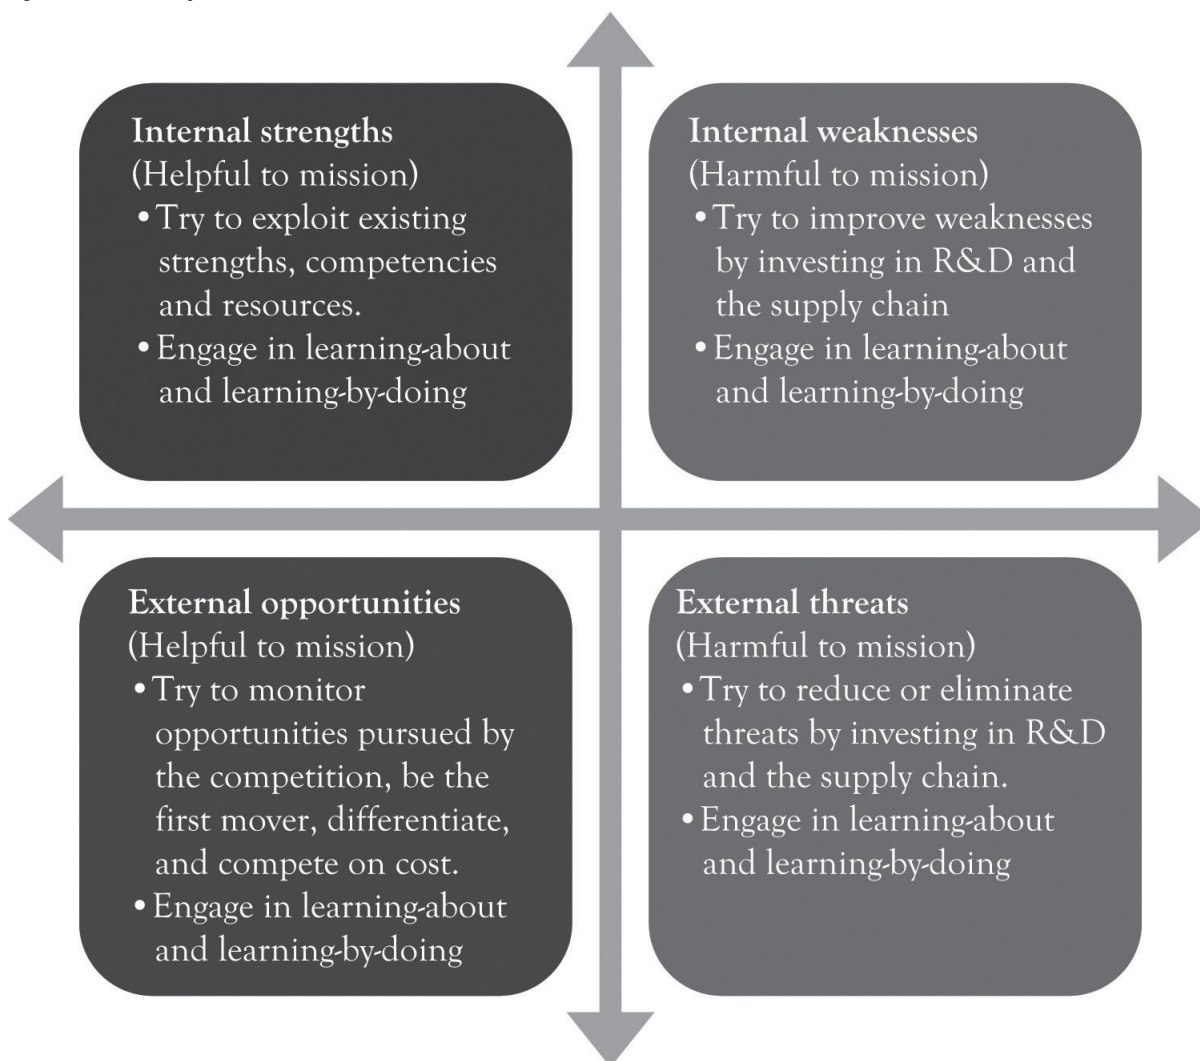 Internal strengths
(Helpful to mission)
• Try to exploit existing
strengths, competencies
and resources.
• Engage in learning-about
and learning-by-doing
Internal weaknesses
(Harmful to mission)
• Try to improve weaknesses
by investing in R&D and
the supply chain
• Engage in learning-about
and learning-by-doing
External opportunities
(Helpful to mission)
• Try to monitor
opportunities pursued by
the competition, be the
first mover, differentiate,
and compete on cost.
• Engage in learning-about
and learning-by-doing
External threats
(Harmful to mission)
• Try to reduce or eliminate
threats by investing in R&D
and the supply chain.
• Engage in learning-about
and learning-by-doing